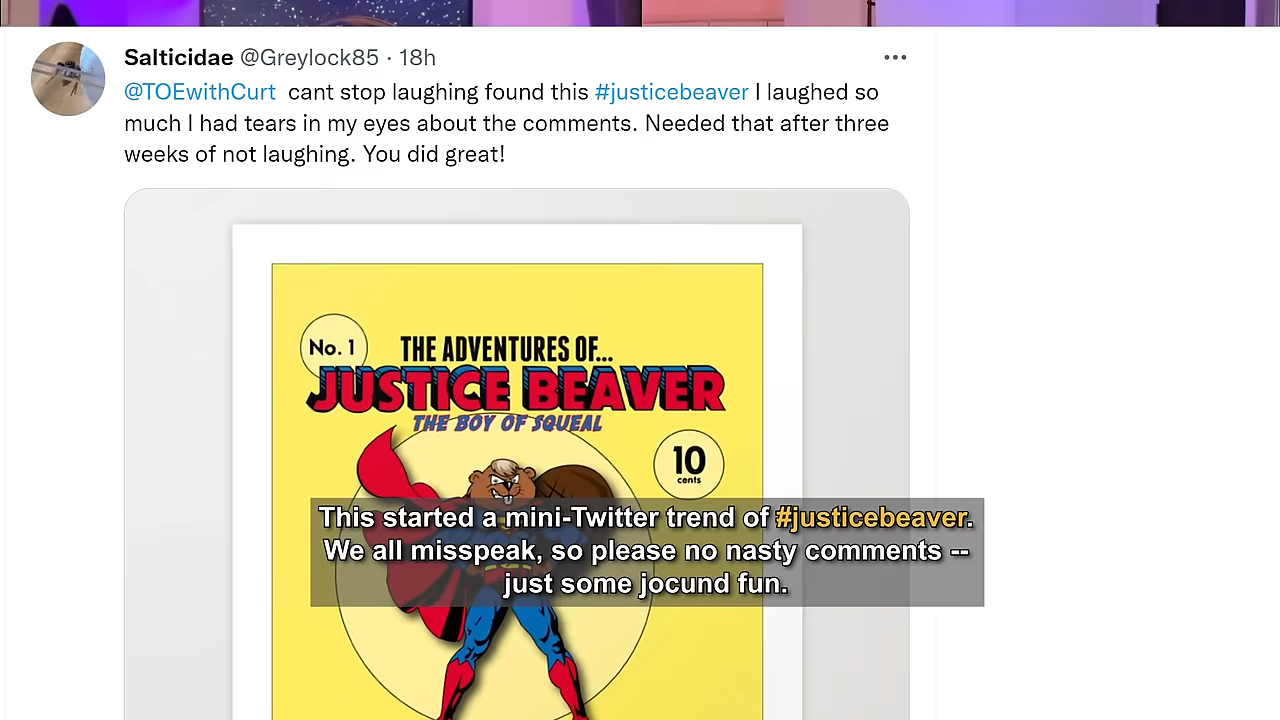 Salticidae @Greylock85 · 18h
@TOEwithCurt cant stop laughing found this #justicebeaver I laughed so
much I had tears in my eyes about the comments. Needed that after three
weeks of not laughing. You did great!
No. 1
THE ADVENTURES OF...
JUSTICE BEAVER
THE BOY OF SQUEAL
10
cents
This started a mini-Twitter trend of #justicebeaver.
We all misspeak, so please no nasty comments --
just some jocund fun.